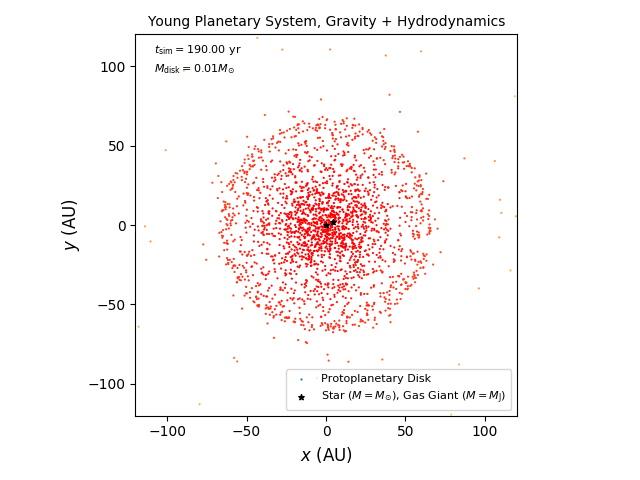 Young Planetary System, Gravity + Hydrodynamics
t_sim = 190.00 yr
M_disk = 0.01M_⊙
100
50
0
−50
−100
y (AU)
Protoplanetary Disk
Star (M = M_⊙), Gas Giant (M = M_J)
−100 −50 0 50 100
x (AU)